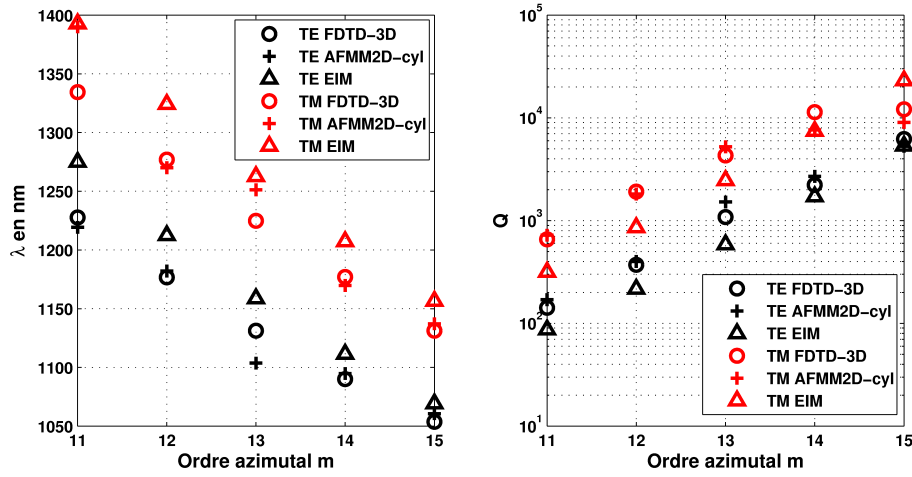 1400
1350
1300
1250
1200
1150
1100
1050
λ en nm
11 12 13 14 15
Ordre azimutal m
TE FDTD−3D
TE AFMM2D−cyl
TE EIM
TM FDTD−3D
TM AFMM2D−cyl
TM EIM
10^5
10^4
10^3
10^2
10^1
Q
11 12 13 14 15
Ordre azimutal m
TE FDTD−3D
TE AFMM2D−cyl
TE EIM
TM FDTD−3D
TM AFMM2D−cyl
TM EIM